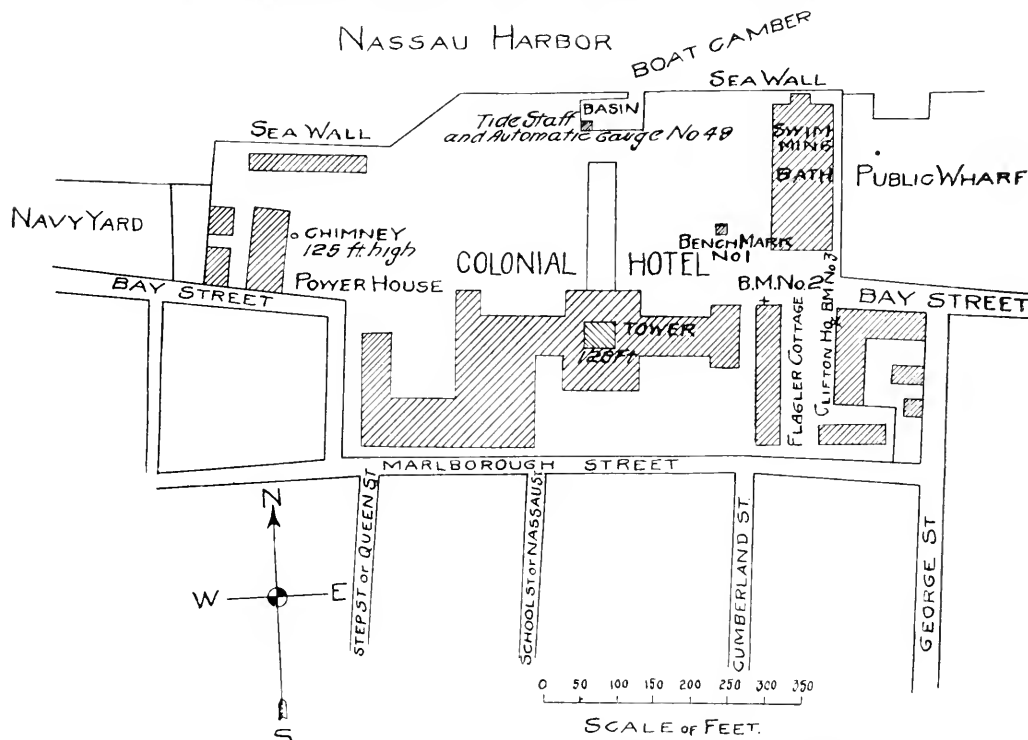 NASSAU HARBOR
BOAT CAMBER
SEA WALL
BASIN
Tide Staff
and Automatic Gauge No 49
SEA WALL
SWIM
MING
BATH
PUBLIC WHARF
NAVY YARD
CHIMNEY
125 ft. high
BENCH MARK
No 1
COLONIAL HOTEL
POWER HOUSE
B.M. No. 2
BAY STREET
BAY STREET
TOWER
128 Ft
FLAGLER COTTAGE
CLIFTON HO. B.M. No 3
MARLBOROUGH STREET
N
W E
S
STEP ST or QUEEN ST
SCHOOL ST or NASSAU ST
CUMBERLAND ST.
GEORGE ST
0 50 100 150 200 250 300 350
SCALE OF FEET.